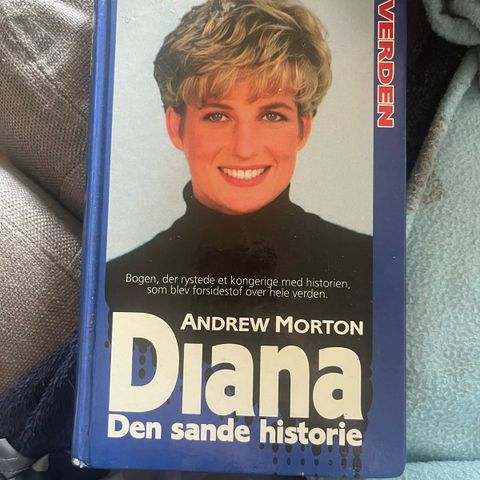 VERDEN
Bogen, der rystede et kongerige med historien,
som blev forsidestof over hele verden.
ANDREW MORTON
Diana
Den sande historie